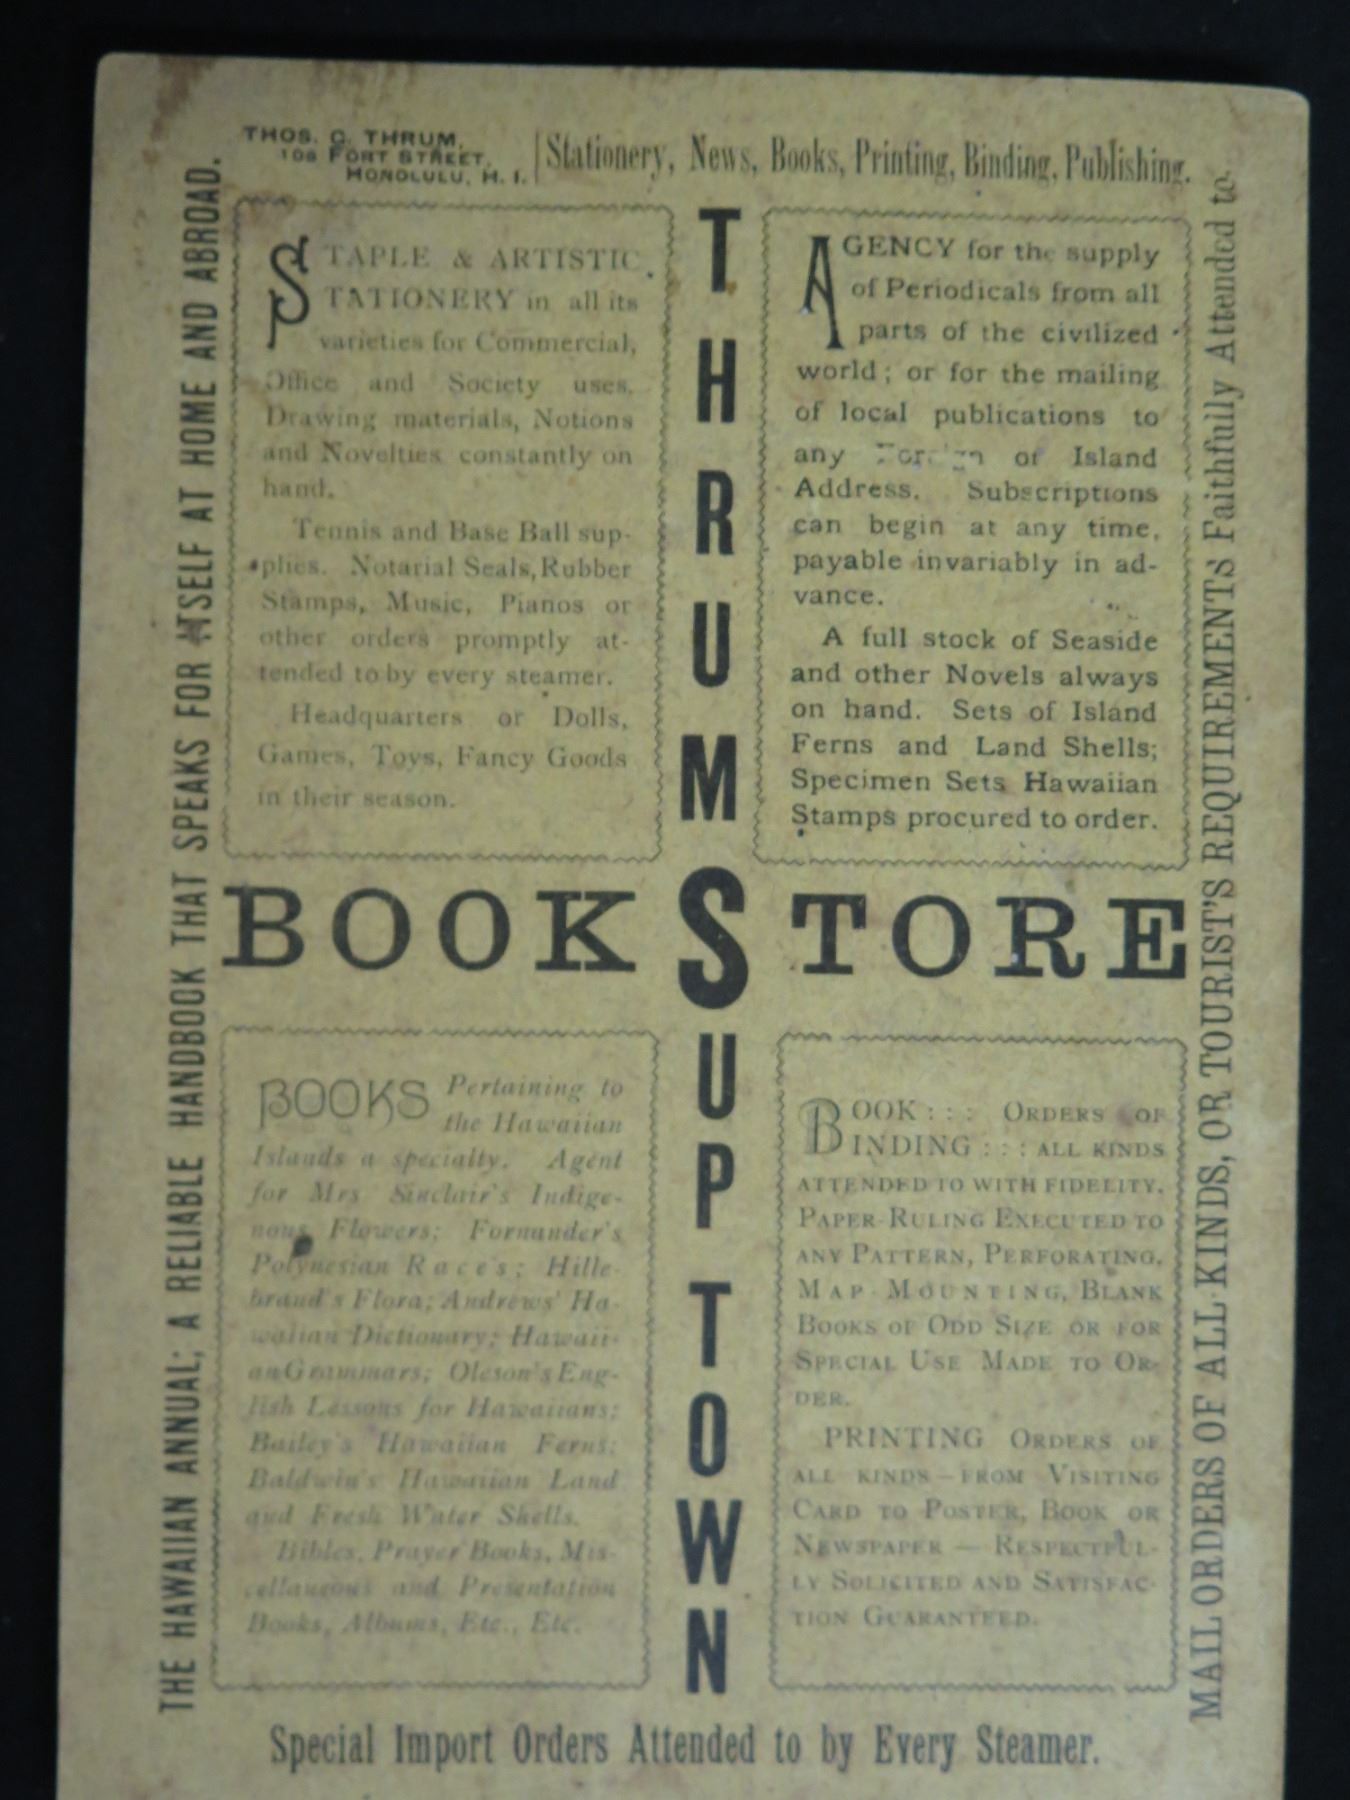 THOS. G. THRUM,
106 FORT STREET,
HONOLULU, H. I.
Stationery, News, Books, Printing, Binding, Publishing.
THE HAWAIIAN ANNUAL; A RELIABLE HANDBOOK THAT SPEAKS FOR ITSELF AT HOME AND ABROAD.
STAPLE & ARTISTIC
STATIONERY in all its
varieties for Commercial,
Office and Society uses.
Drawing materials, Notions
and Novelties constantly on
hand.
Tennis and Base Ball sup-
plies. Notarial Seals, Rubber
Stamps, Music, Pianos or
other orders promptly at-
tended to by every steamer.
Headquarters or Dolls,
Games, Toys, Fancy Goods
in their season.
THRUMS UP TOWN
AGENCY for the supply
of Periodicals from all
parts of the civilized
world; or for the mailing
of local publications to
any Foreign or Island
Address. Subscriptions
can begin at any time,
payable invariably in ad-
vance.
A full stock of Seaside
and other Novels always
on hand. Sets of Island
Ferns and Land Shells;
Specimen Sets Hawaiian
Stamps procured to order.
BOOK STORE
BOOKS Pertaining to
the Hawaiian
Islands a specialty. Agent
for Mrs Sinclair's Indige-
nous Flowers; Fornander's
Polynesian Races; Hille-
brand's Flora; Andrews' Ha-
waiian Dictionary; Hawaii-
an Grammars; Oleson's Eng-
lish Lessons for Hawaiians;
Bailey's Hawaiian Ferns;
Baldwin's Hawaiian Land
and Fresh Water Shells.
Bibles, Prayer Books, Mis-
cellaneous and Presentation
Books, Albums, Etc., Etc.
BOOK ::: ORDERS OF
BINDING ::: ALL KINDS
ATTENDED TO WITH FIDELITY.
PAPER-RULING EXECUTED TO
ANY PATTERN, PERFORATING,
MAP-MOUNTING, BLANK
BOOKS OF ODD SIZE OR FOR
SPECIAL USE MADE TO OR-
DER.
PRINTING ORDERS OF
ALL KINDS—FROM VISITING
CARD TO POSTER, BOOK OR
NEWSPAPER — RESPECTFUL-
LY SOLICITED AND SATISFAC-
TION GUARANTEED.
MAIL ORDERS OF ALL KINDS, OR TOURIST'S REQUIREMENTS Faithfully Attended to.
Special Import Orders Attended to by Every Steamer.